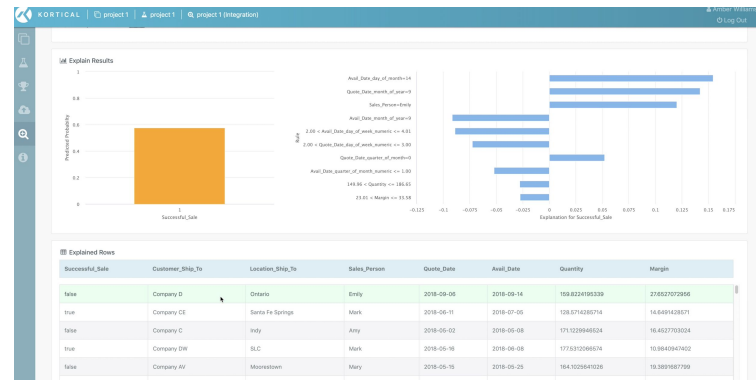 KORTICAL project 1 project 1 project 1 (Integration) Amber Williams
Log Out
Explain Results
1
0.8
0.6
0.4
0.2
0
Predicted Probability
1
Successful_Sale
Rule
Avail_Date_day_of_month=14
Quote_Date_month_of_year=9
Sales_Person=Emily
Avail_Date_month_of_year=9
2.00 < Avail_Date_day_of_week_numeric <= 4.01
2.00 < Quote_Date_day_of_week_numeric <= 3.00
Quote_Date_quarter_of_month=0
Avail_Date_quarter_of_month_numeric <= 1.00
149.96 < Quantity <= 186.65
23.01 < Margin <= 33.58
-0.125 -0.1 -0.075 -0.05 -0.025 0 0.025 0.05 0.075 0.1 0.125 0.15 0.175
Explanation for Successful_Sale
Explained Rows
Successful_Sale Customer_Ship_To Location_Ship_To Sales_Person Quote_Date Avail_Date Quantity Margin
false Company D Ontario Emily 2018-09-06 2018-09-14 159.8224195339 27.6527072956
true Company CE Santa Fe Springs Mark 2018-06-11 2018-07-05 128.5714285714 14.6491428571
false Company C Indy Amy 2018-05-02 2018-05-08 171.1229946524 16.4527703024
true Company DW SLC Mark 2018-05-16 2018-06-08 177.5312066574 10.9840947402
false Company AV Moorestown Mary 2018-05-15 2018-05-25 164.1025641026 19.3891687799